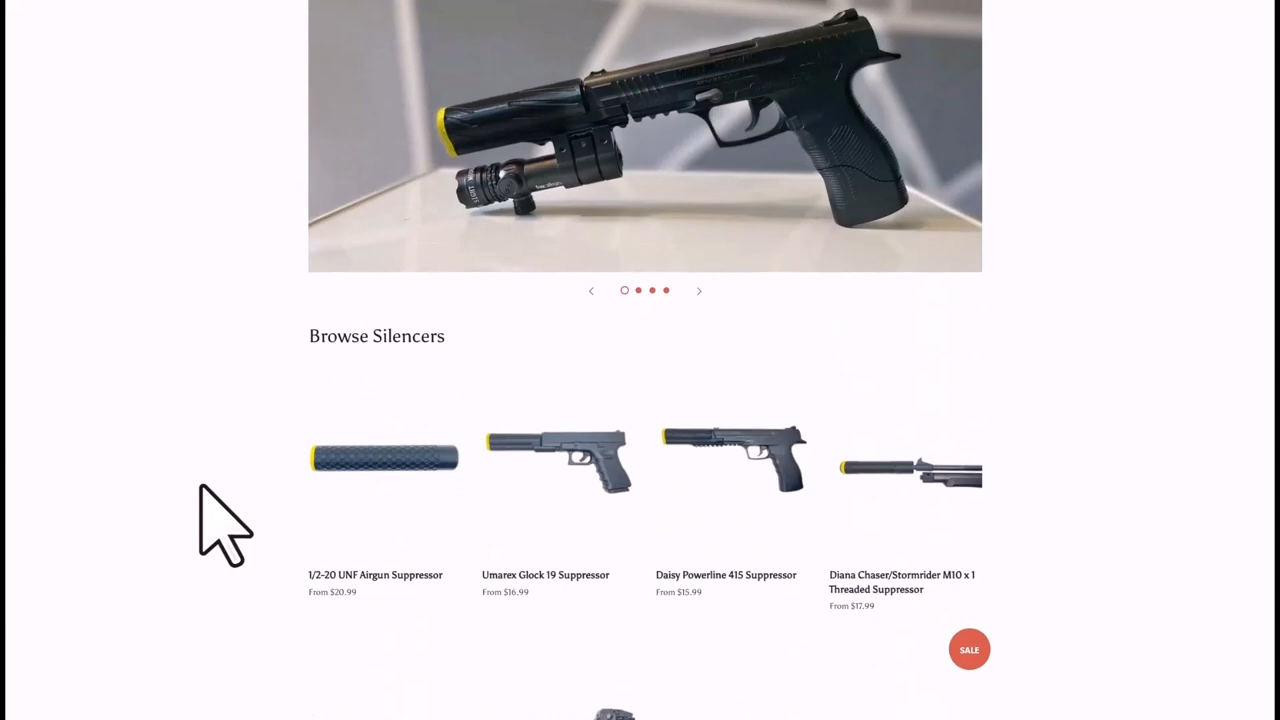 Browse Silencers
1/2-20 UNF Airgun Suppressor
From $20.99
Umarex Glock 19 Suppressor
From $16.99
Daisy Powerline 415 Suppressor
From $15.99
Diana Chaser/Stormrider M10 x 1
Threaded Suppressor
From $17.99
SALE